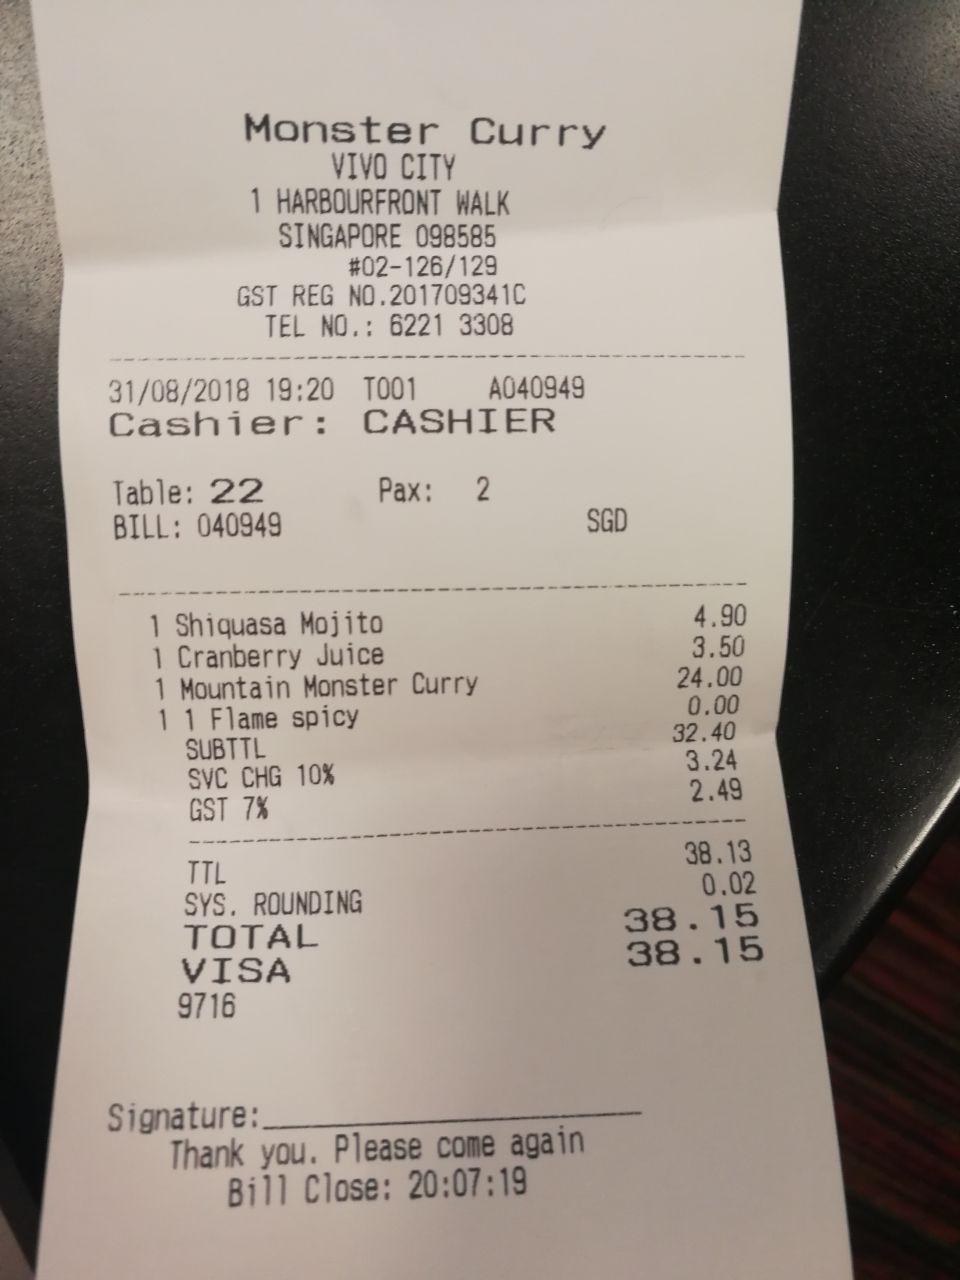 Monster Curry
VIVO CITY
1 HARBOURFRONT WALK
SINGAPORE 098585
#02-126/129
GST REG NO.201709341C
TEL NO.: 6221 3308
31/08/2018 19:20 T001 A040949
Cashier: CASHIER
Table: 22 Pax: 2
BILL: 040949 SGD
1 Shiquasa Mojito 4.90
1 Cranberry Juice 3.50
1 Mountain Monster Curry 24.00
1 1 Flame spicy 0.00
SUBTTL 32.40
SVC CHG 10% 3.24
GST 7% 2.49
TTL 38.13
SYS. ROUNDING 0.02
TOTAL 38.15
VISA 38.15
9716
Signature:
Thank you. Please come again
Bill Close: 20:07:19